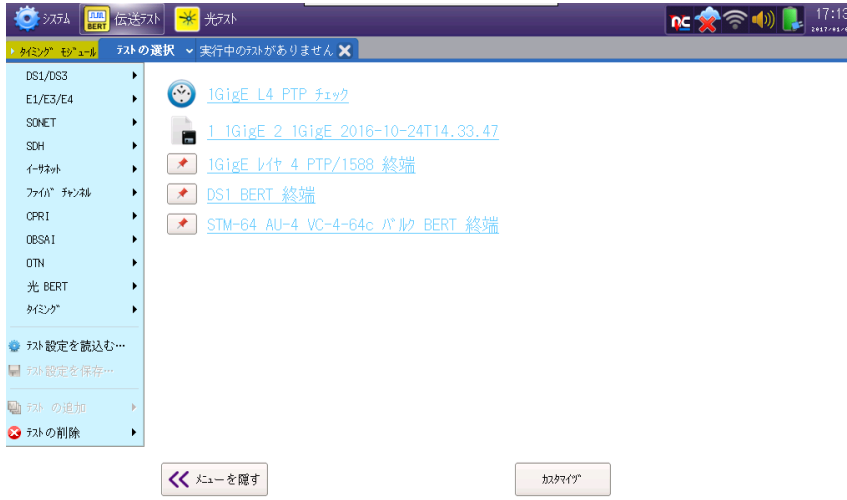 システム BERT 伝送テスト 光テスト nc 17:13
タイミング モジュール テストの選択 実行中のテストがありません
DS1/DS3
E1/E3/E4
SONET
SDH
イーサネット
ファイバ チャンネル
CPRI
OBSAI
OTN
光 BERT
タイミング
テスト設定を読込む…
テスト設定を保存…
テスト の追加
テストの削除
1GigE L4 PTP チェック
1 1GigE 2 1GigE 2016-10-24T14.33.47
1GigE レイヤ 4 PTP/1588 終端
DS1 BERT 終端
STM-64 AU-4 VC-4-64c バルク BERT 終端
メニューを隠す カスタマイズ